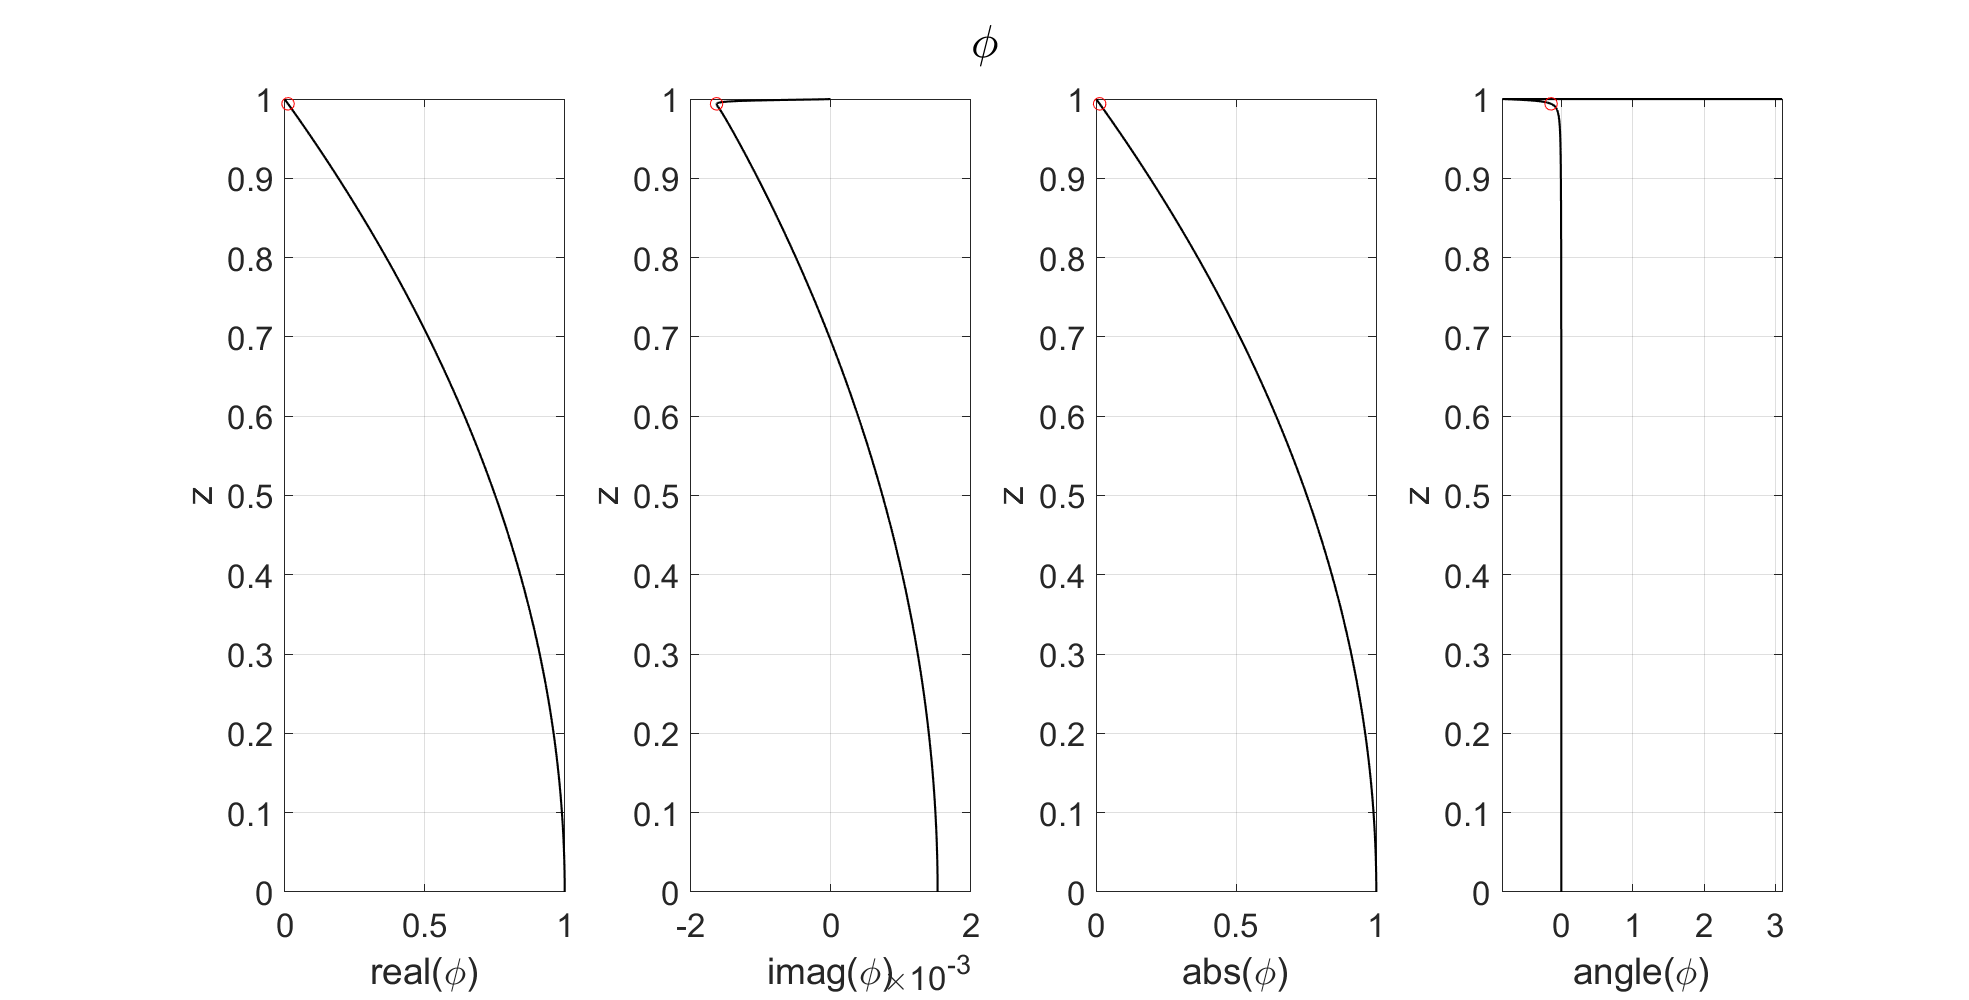 ϕ
1 1 1 1
0.9 0.9 0.9 0.9
0.8 0.8 0.8 0.8
0.7 0.7 0.7 0.7
0.6 0.6 0.6 0.6
z 0.5 z 0.5 z 0.5 z 0.5
0.4 0.4 0.4 0.4
0.3 0.3 0.3 0.3
0.2 0.2 0.2 0.2
0.1 0.1 0.1 0.1
0 0 0 0
0 0.5 1 -2 0 2 0 0.5 1 0 1 2 3
real(ϕ) imag(ϕ) ×10⁻³ abs(ϕ) angle(ϕ)